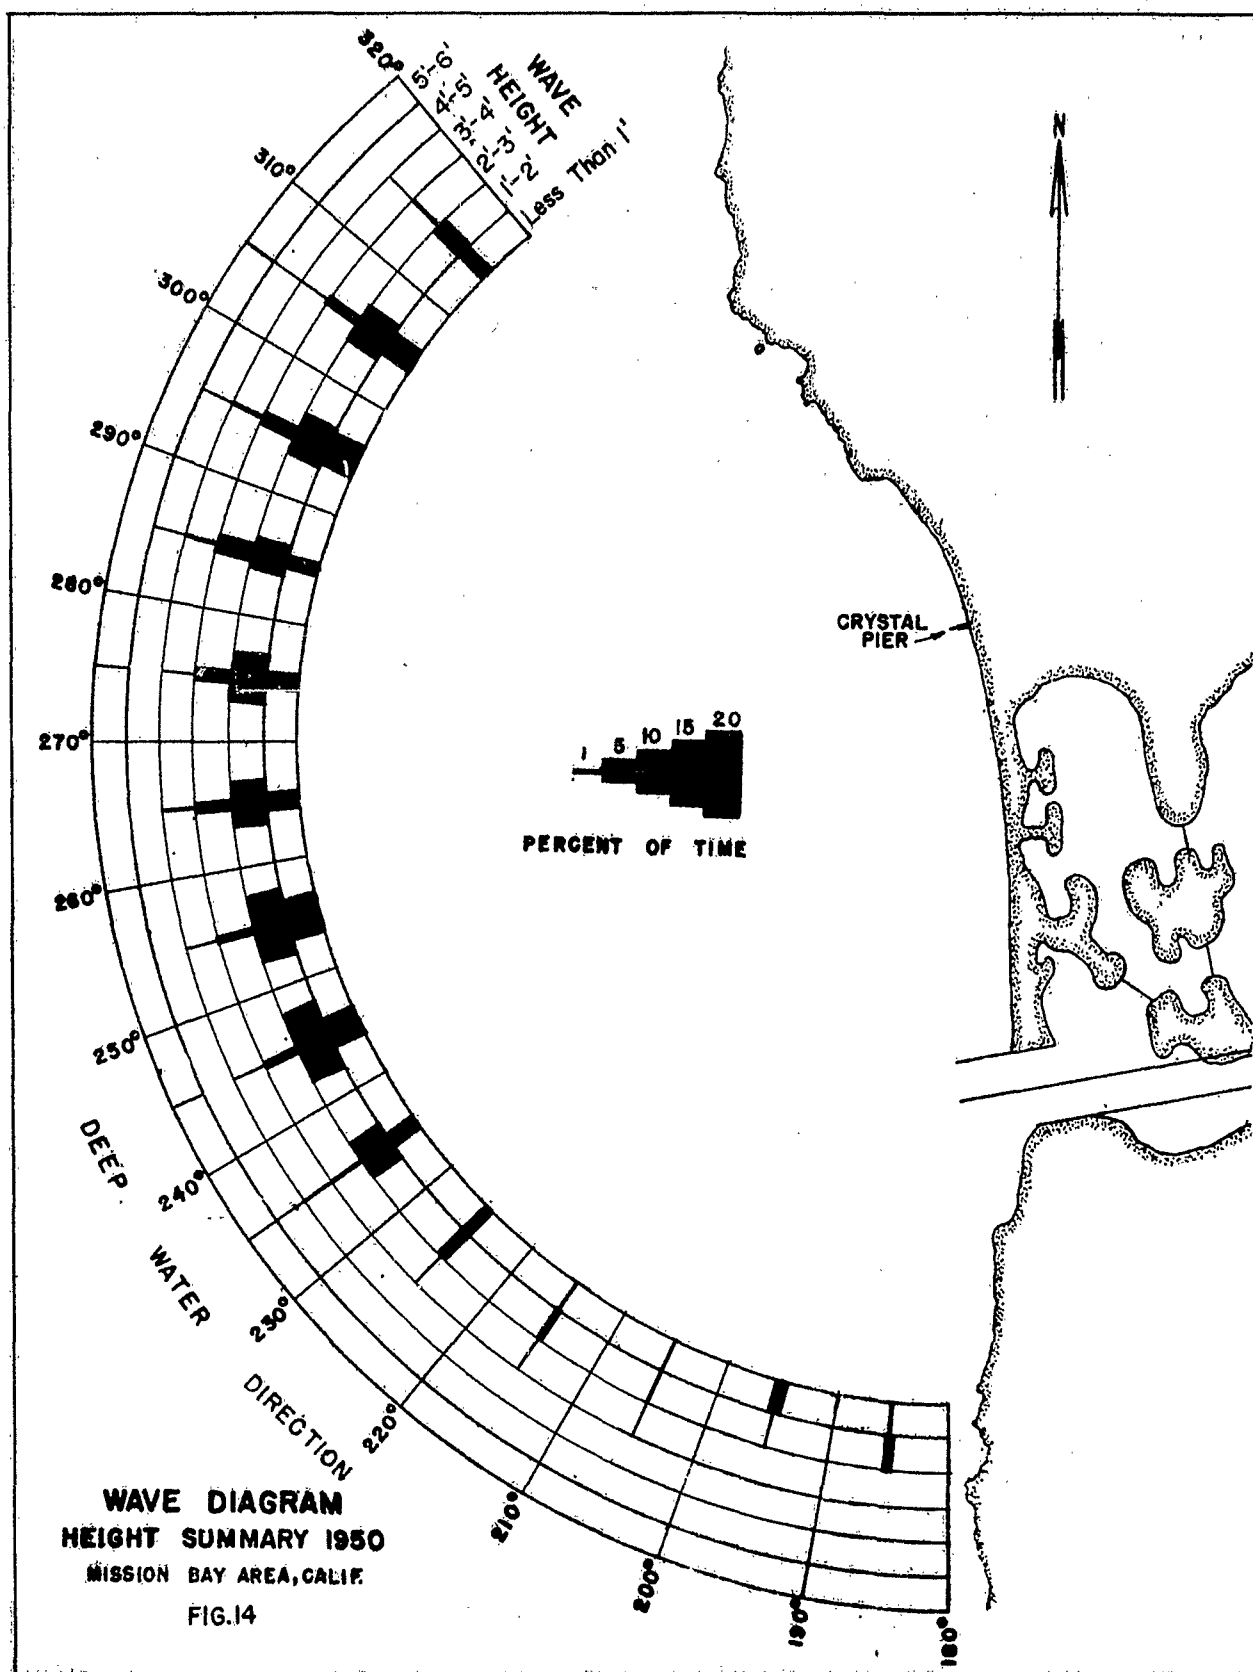 320°
5'-6'
4'-5'
3'-4'
2'-3'
1'-2'
Less Than 1'
WAVE
HEIGHT
310°
300°
290°
280°
270°
260°
250°
240°
230°
220°
210°
200°
190°
180°
N
CRYSTAL
PIER
1 5 10 15 20
PERCENT OF TIME
DEEP
WATER
DIRECTION
WAVE DIAGRAM
HEIGHT SUMMARY 1950
MISSION BAY AREA, CALIF.
FIG.14